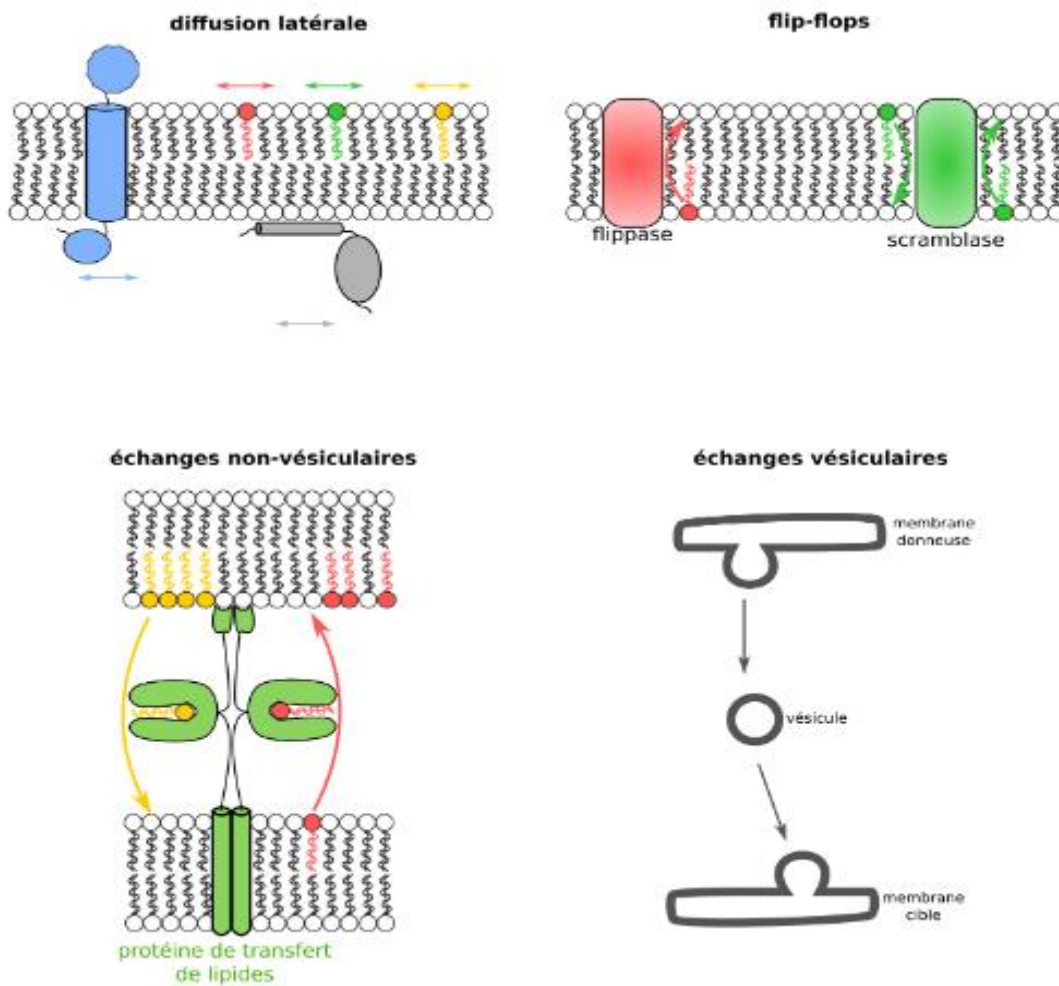 diffusion latérale
flip-flops
flippase
scramblase
échanges non-vésiculaires
échanges vésiculaires
membrane
donneuse
vésicule
membrane
cible
protéine de transfert
de lipides